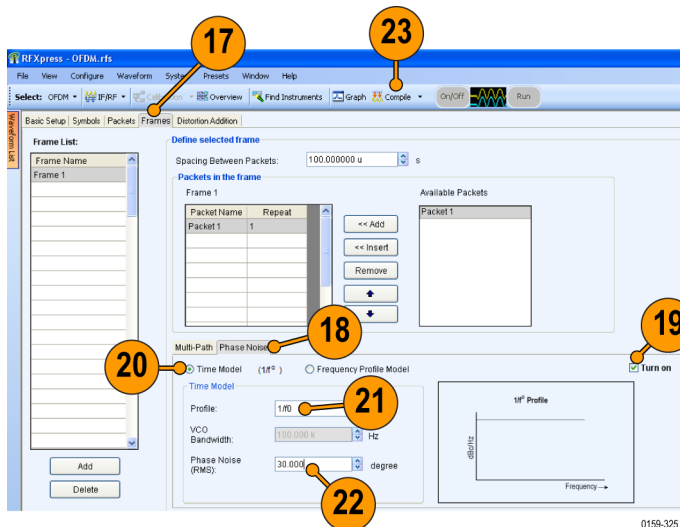 17
23
RFXpress - OFDM.rfs
File View Configure Waveform System Presets Window Help
Select: OFDM IF/RF Overview Find Instruments Graph Compile On/Off Run
Waveform List
Basic Setup Symbols Packets Frames Distortion Addition
Frame List:
Frame Name
Frame 1
Add
Delete
Define selected frame
Spacing Between Packets: 100.000000 u s
Packets in the frame
Frame 1
Packet Name Repeat
Packet 1 1
<< Add
<< Insert
Remove
Available Packets
Packet 1
18
19
Multi-Path Phase Noise
20
Time Model (1/f⁰ ) Frequency Profile Model
Turn on
Time Model
Profile: 1/f0
21
VCO Bandwidth: 100.000 k Hz
Phase Noise (RMS): 30.000 degree
22
1/f⁰ Profile
dBc/Hz
Frequency →
0159-325